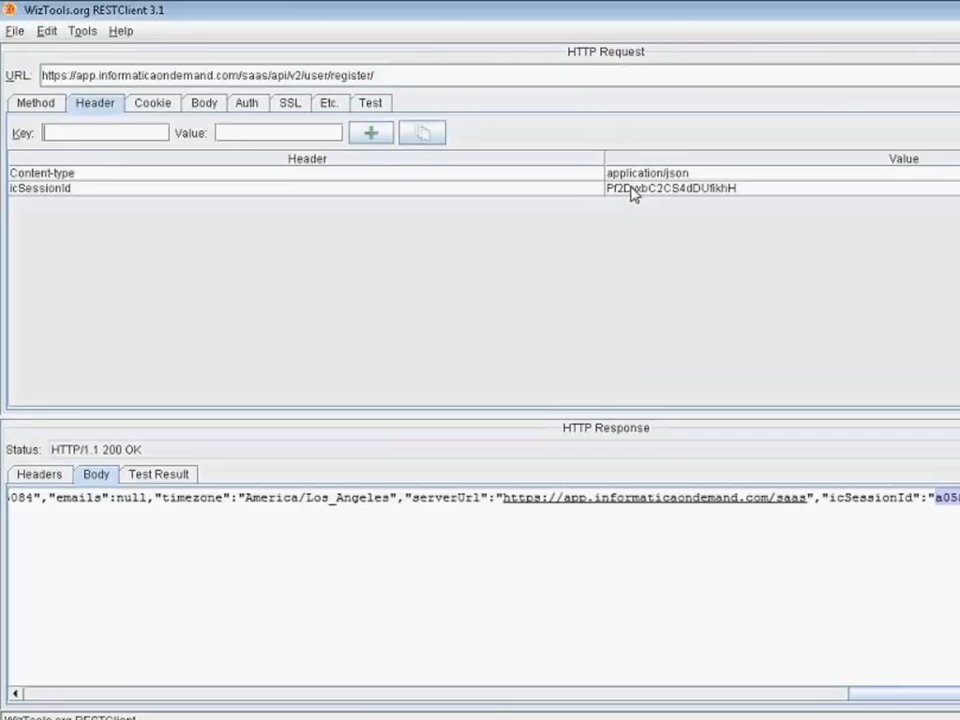 WizTools.org RESTClient 3.1
File Edit Tools Help
HTTP Request
URL: https://app.informaticaondemand.com/saas/api/v2/user/register/
Method Header Cookie Body Auth SSL Etc. Test
Key: Value:
Header Value
Content-type application/json
icSessionId
HTTP Response
Status: HTTP/1.1 200 OK
Headers Body Test Result
084","emails":null,"timezone":"America/Los_Angeles","serverUrl":"https://app.informaticaondemand.com/saas","icSessionId":"a05
WizTools.org RESTClient